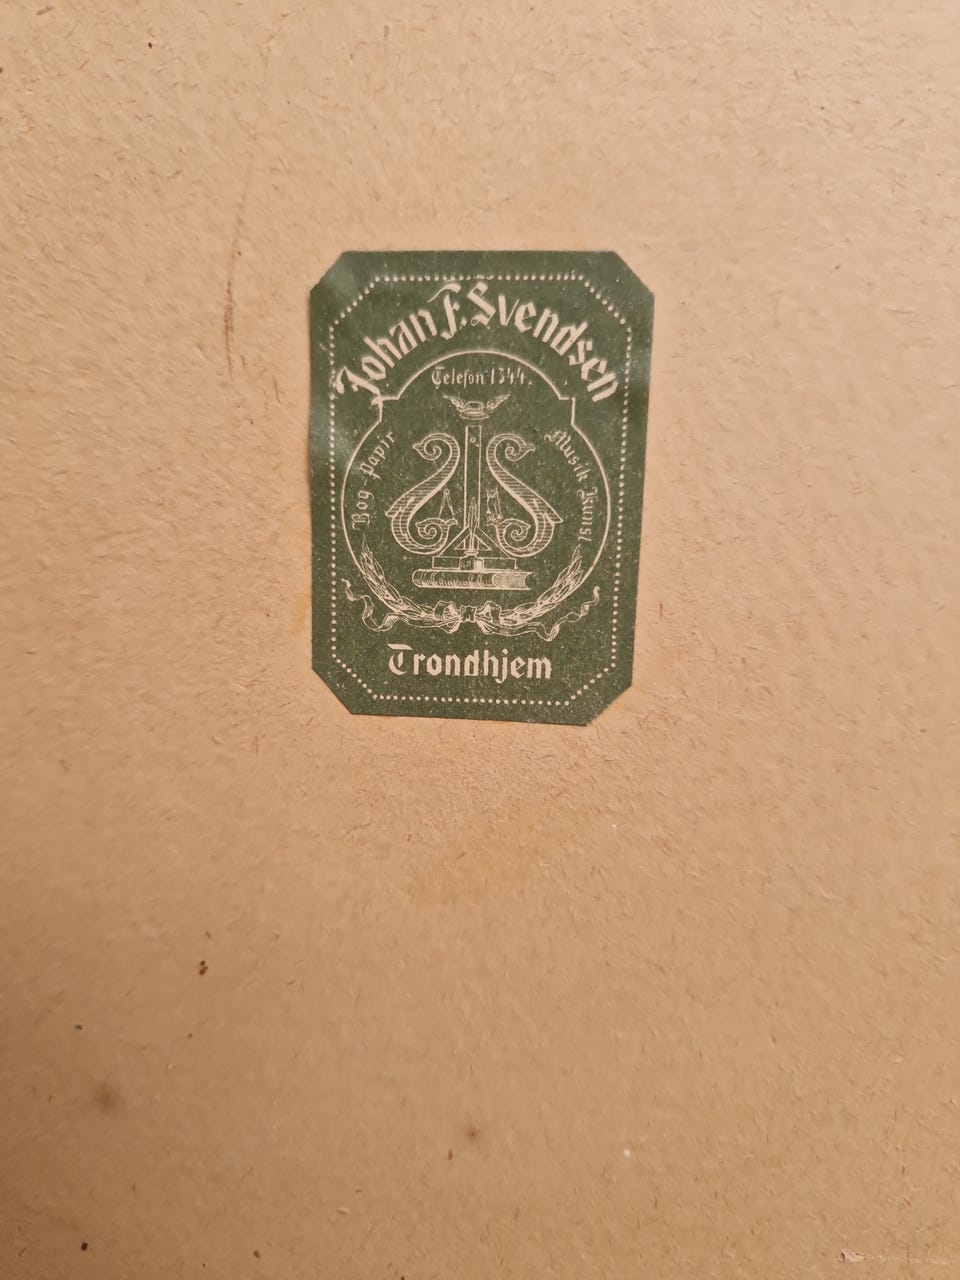 Johan F. Svendsen
Telefon 1344.
Bog-Papir
Musik-Kunst
Trondhjem